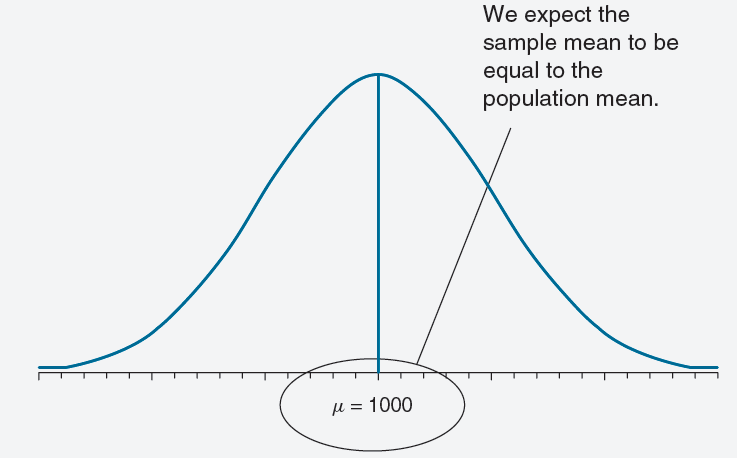 We expect the
sample mean to be
equal to the
population mean.
μ = 1000